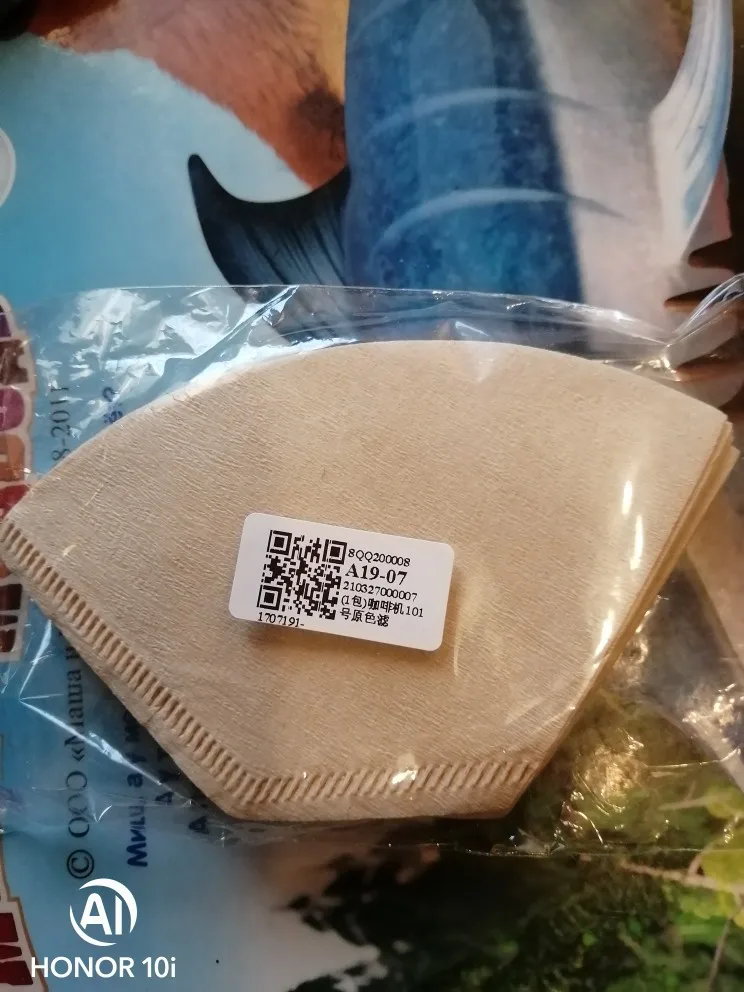 8QQ200008
A19-07
210327000007
(1包)咖啡机101
号原色滤
1707191-
8-2011
© ООО «Маша
AI
HONOR 10i